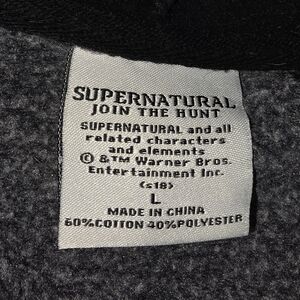 SUPERNATURAL
JOIN THE HUNT
SUPERNATURAL and all
related characters
and elements
© &TM Warner Bros.
Entertainment Inc.
(s18)
L
MADE IN CHINA
60%COTTON 40%POLYESTER